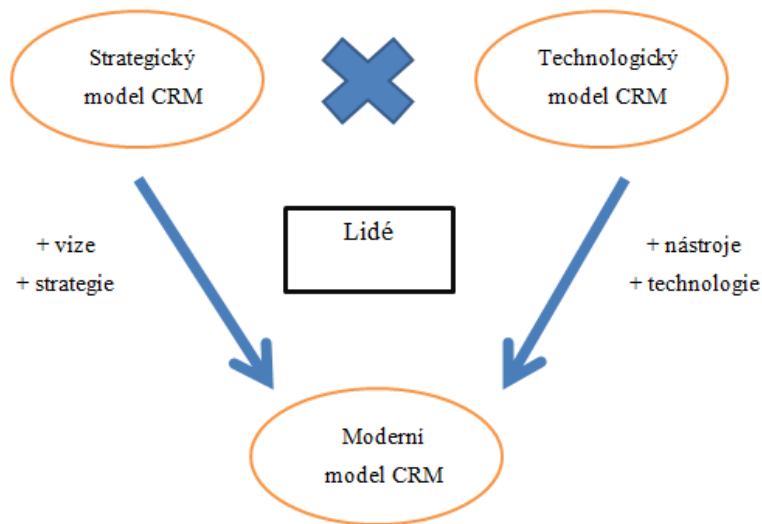 Strategický
model CRM
Technologický
model CRM
Lidé
+ vize
+ strategie
+ nástroje
+ technologie
Moderní
model CRM